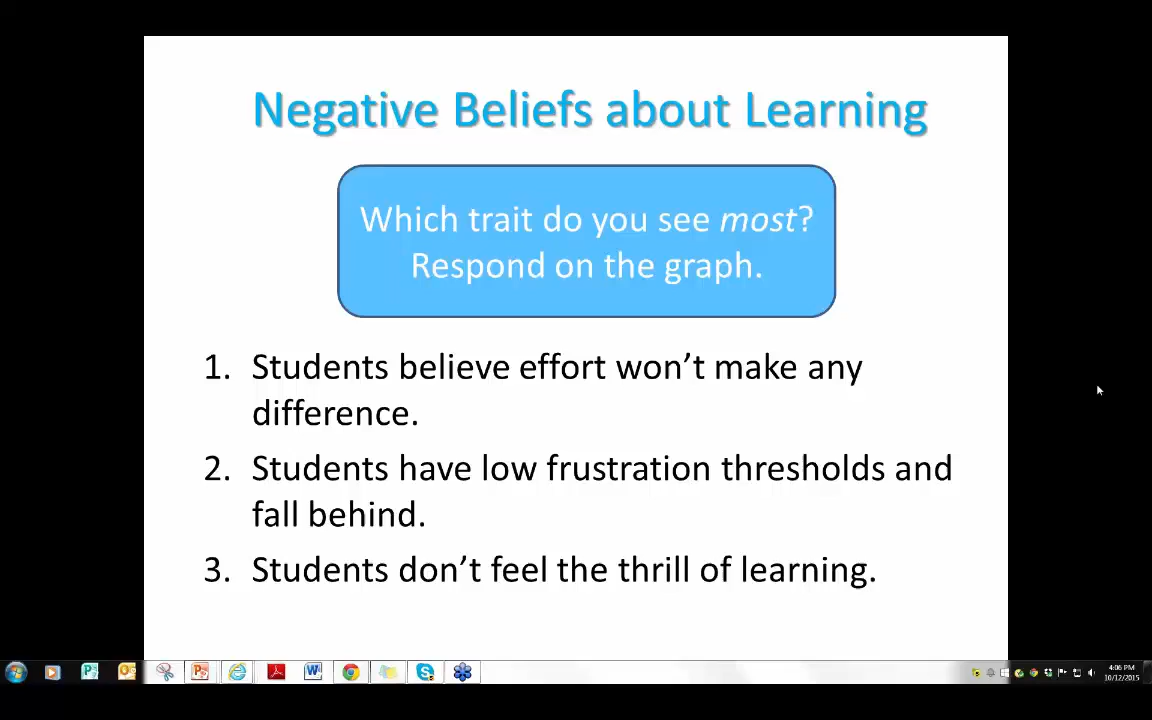 Negative Beliefs about Learning
Which trait do you see most?
Respond on the graph.
1. Students believe effort won’t make any
difference.
2. Students have low frustration thresholds and
fall behind.
3. Students don’t feel the thrill of learning.
4:06 PM
10/12/2015